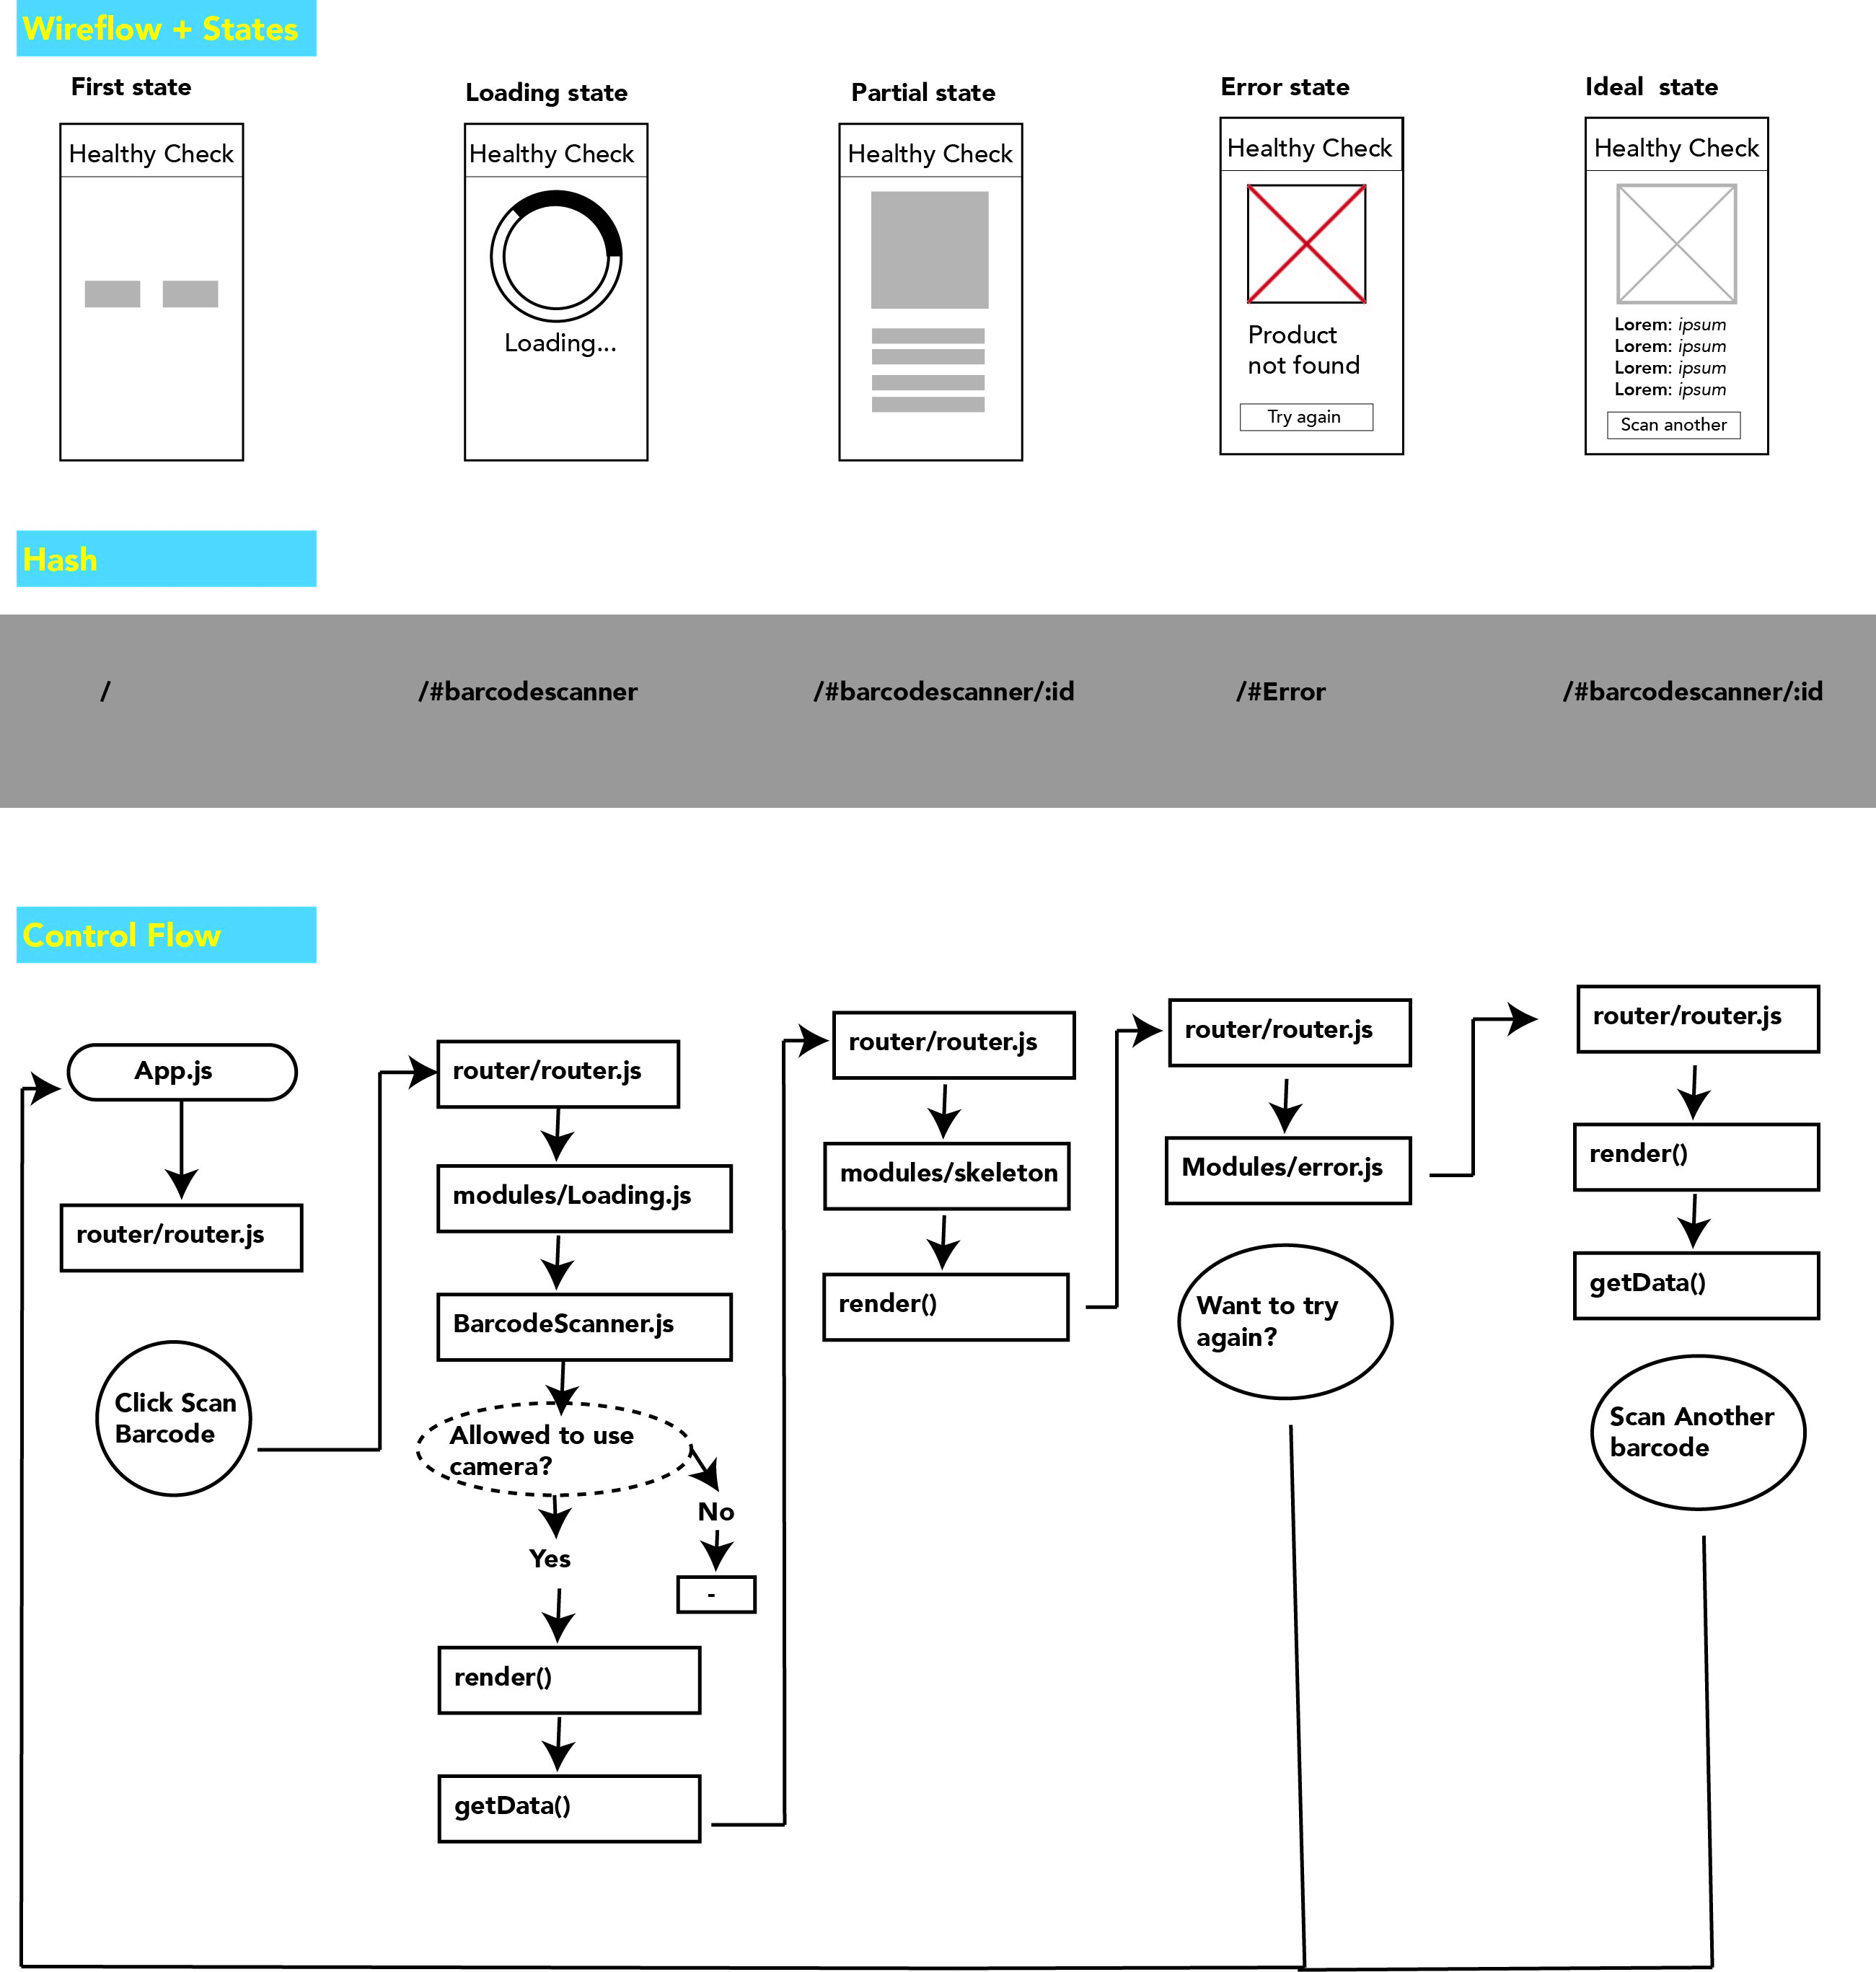 Wireflow + States
First state
Loading state
Partial state
Error state
Ideal  state
Healthy Check
Healthy Check
Loading...
Healthy Check
Healthy Check
Product
not found
Try again
Healthy Check
Lorem: ipsum
Lorem: ipsum
Lorem: ipsum
Lorem: ipsum
Scan another
Hash
/
/#barcodescanner
/#barcodescanner/:id
/#Error
/#barcodescanner/:id
Control Flow
App.js
router/router.js
Click Scan
Barcode
router/router.js
modules/Loading.js
BarcodeScanner.js
Allowed to use
camera?
No
-
Yes
render()
getData()
router/router.js
modules/skeleton
render()
router/router.js
Modules/error.js
Want to try
again?
router/router.js
render()
getData()
Scan Another
barcode